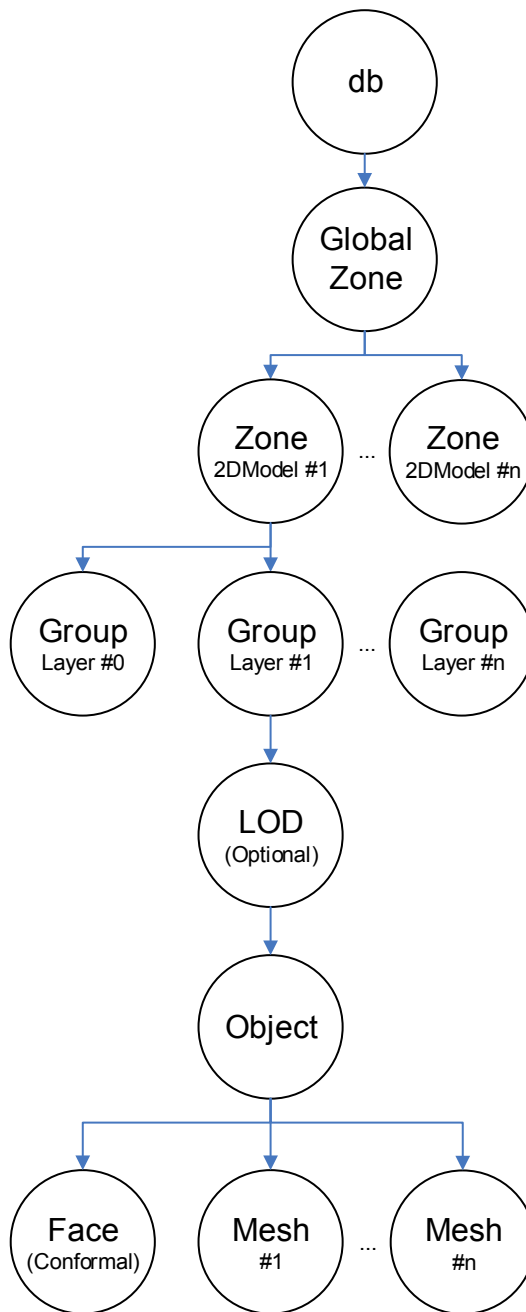 db
Global
Zone
Zone
2DModel #1
...
Zone
2DModel #n
Group
Layer #0
Group
Layer #1
...
Group
Layer #n
LOD
(Optional)
Object
Face
(Conformal)
Mesh
#1
...
Mesh
#n